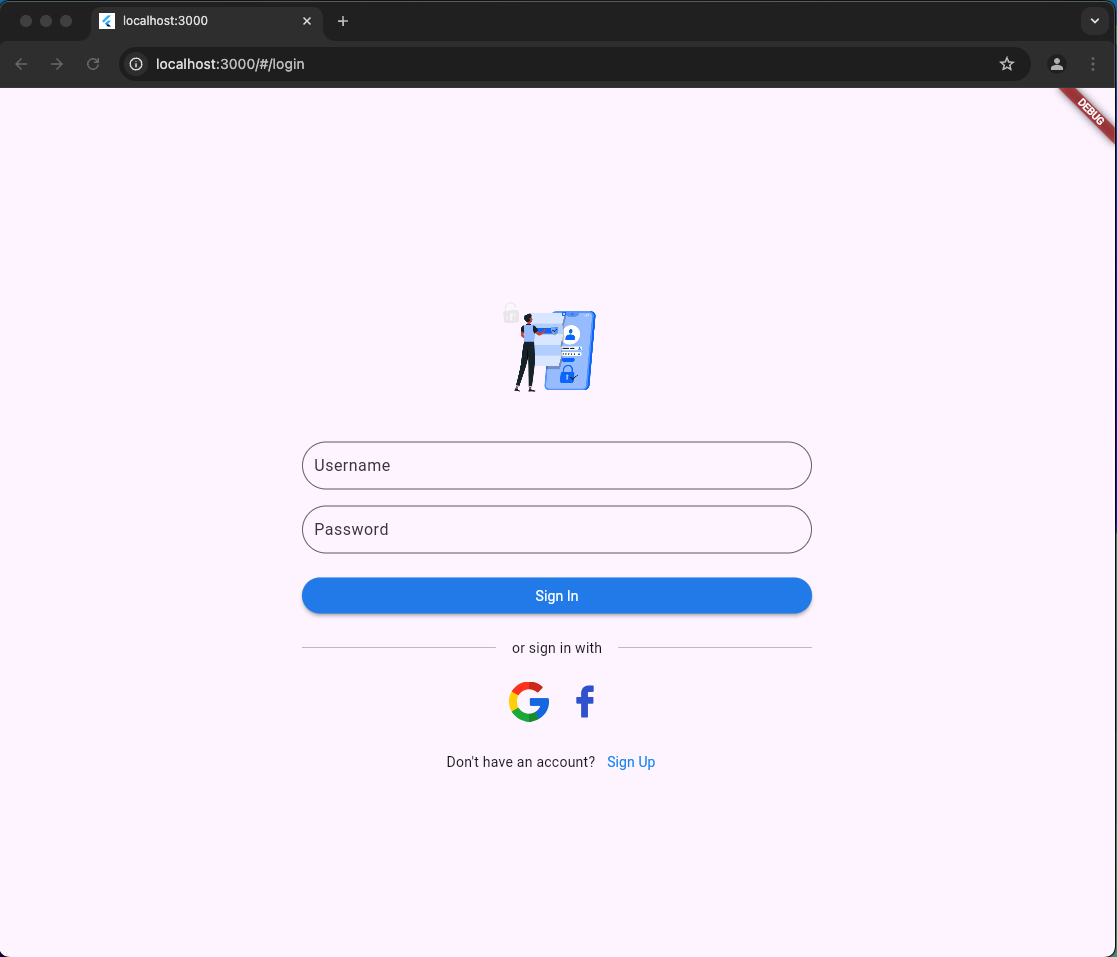 localhost:3000
localhost:3000/#/login
DEBUG
Username
Password
Sign In
or sign in with
Don't have an account? Sign Up